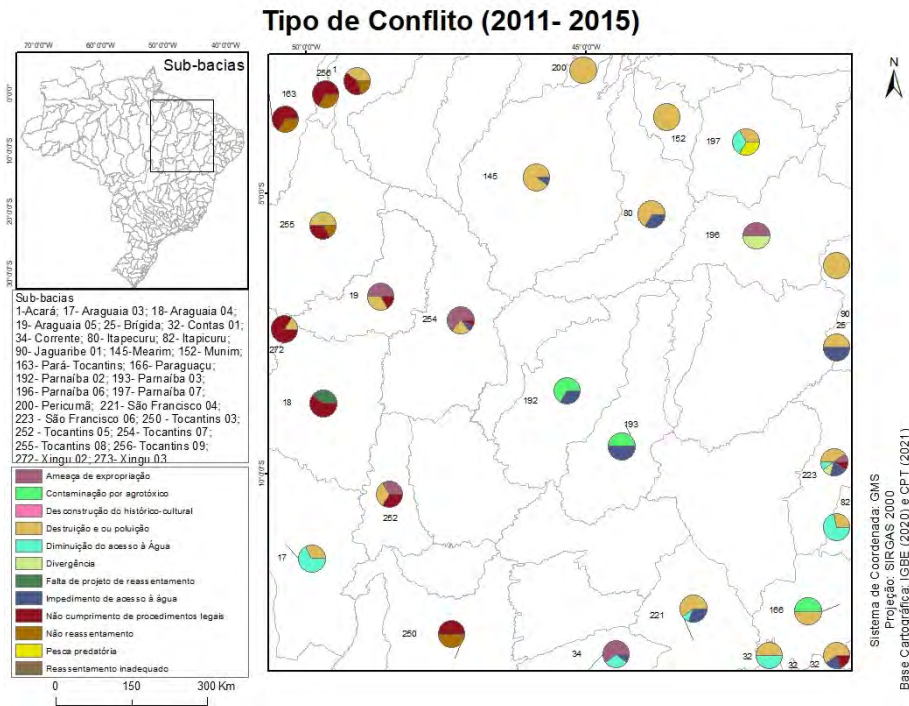 Tipo de Conflito (2011- 2015)
70°0'0"W 60°0'0"W 50°0'0"W 40°0'0"W
Sub-bacias
0°0'0"
10°0'0"S
20°0'0"S
30°0'0"S
Sub-bacias
1-Acará; 17- Araguaia 03; 18- Araguaia 04;
19- Araguaia 05; 25- Brígida; 32- Contas 01;
34- Corrente; 80- Itapecuru; 82- Itapicuru;
90- Jaguaribe 01; 145-Mearim; 152-Munim;
163- Pará- Tocantins; 166- Paraguaçu;
192- Parnaíba 02; 193- Parnaíba 03;
196- Parnaíba 06; 197- Parnaíba 07;
200- Pericumã; 221- São Francisco 04;
223 - São Francisco 06; 250 - Tocantins 03;
252 - Tocantins 05; 254- Tocantins 07;
255- Tocantins 08; 256- Tocantins 09;
272- Xingu 02; 273- Xingu 03
Ameaça de expropriação
Contaminação por agrotóxico
Desconstrução do histórico-cultural
Destruição e ou poluição
Diminuição do acesso à Água
Divergência
Falta de projeto de reassentamento
Impedimento de acesso à água
Não cumprimento de procedimentos legais
Não reassentamento
Pesca predatória
Reassentamento inadequado
0 150 300 Km
50°0'0"W 45°0'0"W
5°0'0"S
10°0'0"S
256 1
163
200
152
197
145
80
255
196
19
254
90
25
272
18
192
193
223
252
82
17
221
166
250
34
32
32
32
N
Sistema de Coordenada: GMS
Projeção: SIRGAS 2000
Base Cartográfica: IGBE (2020) e CPT (2021)